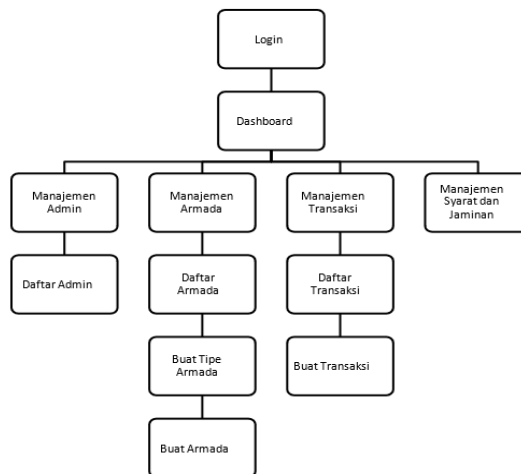 Login
Dashboard
Manajemen
Admin
Manajemen
Armada
Manajemen
Transaksi
Manajemen
Syarat dan
Jaminan
Daftar Admin
Daftar
Armada
Daftar
Transaksi
Buat Tipe
Armada
Buat Transaksi
Buat Armada